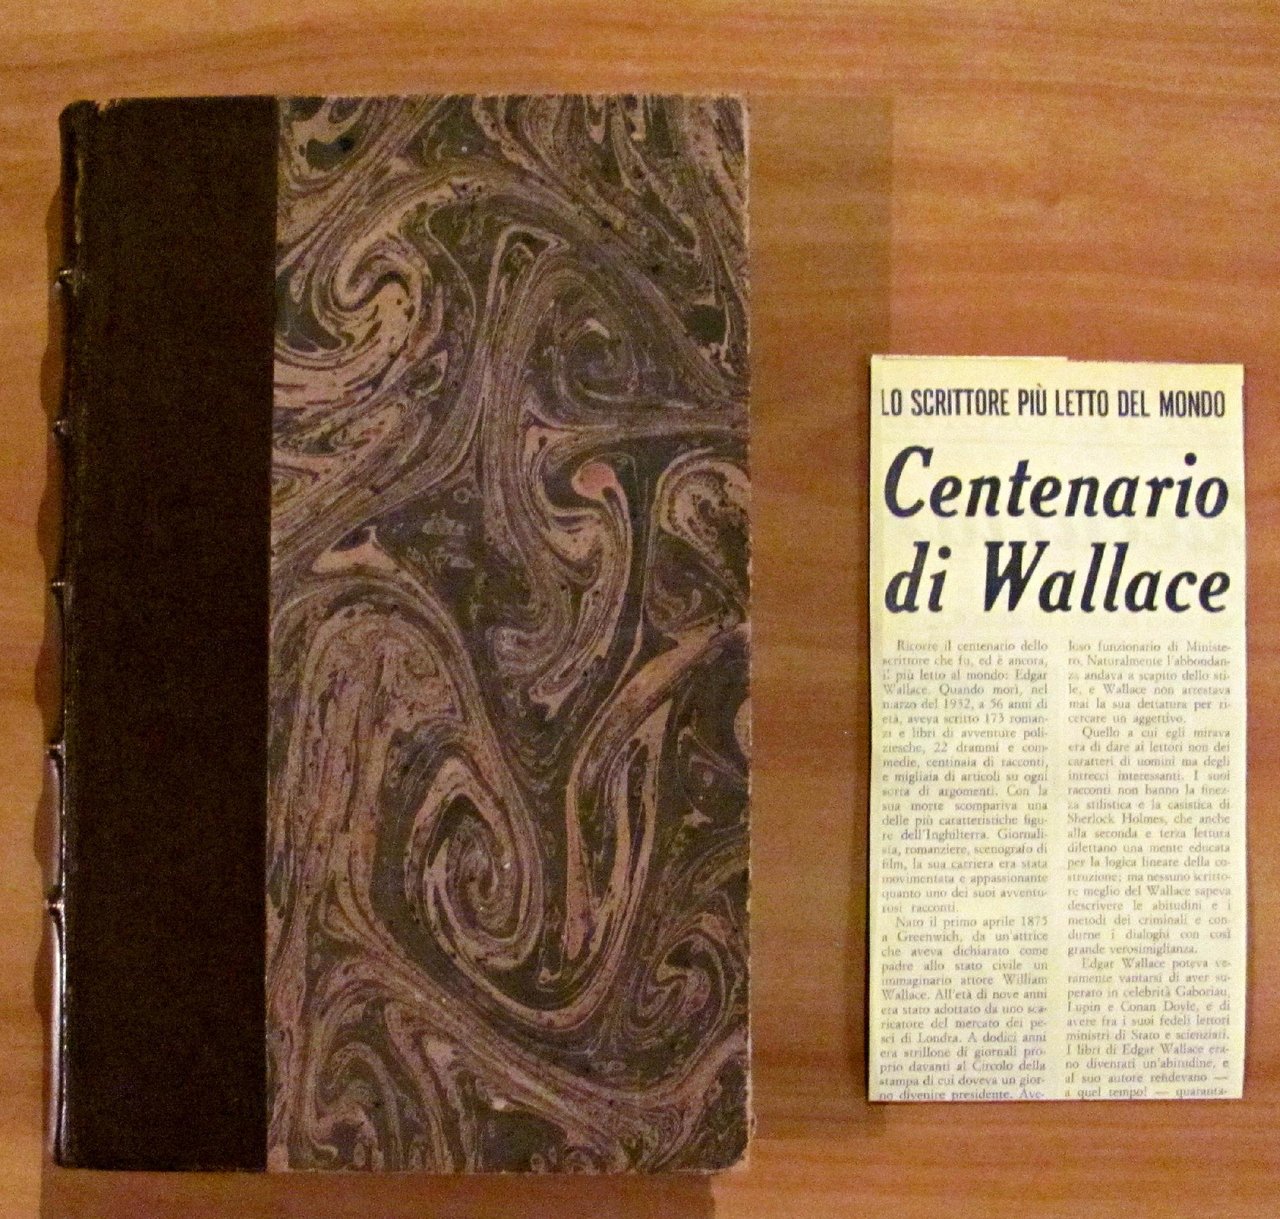 LO SCRITTORE PIÙ LETTO DEL MONDO
Centenario
di Wallace
Ricorre il centenario dello
scrittore che fu, ed è ancora,
il più letto al mondo: Edgar
Wallace. Quando morì, nel
marzo del 1932, a 56 anni di
età, aveva scritto 173 roman-
zi e libri di avventure poli-
ziesche, 22 drammi e com-
medie, centinaia di racconti,
e migliaia di articoli su ogni
sorta di argomenti. Con la
sua morte scompariva una
delle più caratteristiche figu-
re dell'Inghilterra. Giornali-
sta, romanziere, scenografo di
film, la sua carriera era stata
movimentata e appassionante
quanto uno dei suoi avventu-
rosi racconti.
Nato il primo aprile 1875
a Greenwich, da un'attrice
che aveva dichiarato come
padre allo stato civile un
immaginario attore William
Wallace. All'età di nove anni
era stato adottato da uno sca-
ricatore del mercato dei pe-
sci di Londra. A dodici anni
era strillone di giornali pro-
prio davanti al Circolo della
stampa di cui doveva un gior-
no divenire presidente. Ave-
loso funzionario di Ministe-
ro. Naturalmente l'abbondan-
za andava a scapito dello sti-
le, e Wallace non arrestava
mai la sua dettatura per ri-
cercare un aggettivo.
Quello a cui egli mirava
era di dare ai lettori non dei
caratteri di uomini ma degli
intrecci interessanti. I suoi
racconti non hanno la finez-
za stilistica e la casistica di
Sherlock Holmes, che anche
alla seconda e terza lettura
dilettano una mente educata
per la logica lineare della co-
struzione; ma nessuno scritto-
re meglio del Wallace sapeva
descrivere le abitudini e i
metodi dei criminali e con-
durne i dialoghi con così
grande verosimiglianza.
Edgar Wallace poteva ve-
ramente vantarsi di aver su-
perato in celebrità Gaboriau,
Lupin e Conan Doyle, e di
avere fra i suoi fedeli lettori
ministri di Stato e scienziati.
I libri di Edgar Wallace era-
no diventati un'abitudine, e
al suo autore rendevano —
a quel tempo! — quaranta-